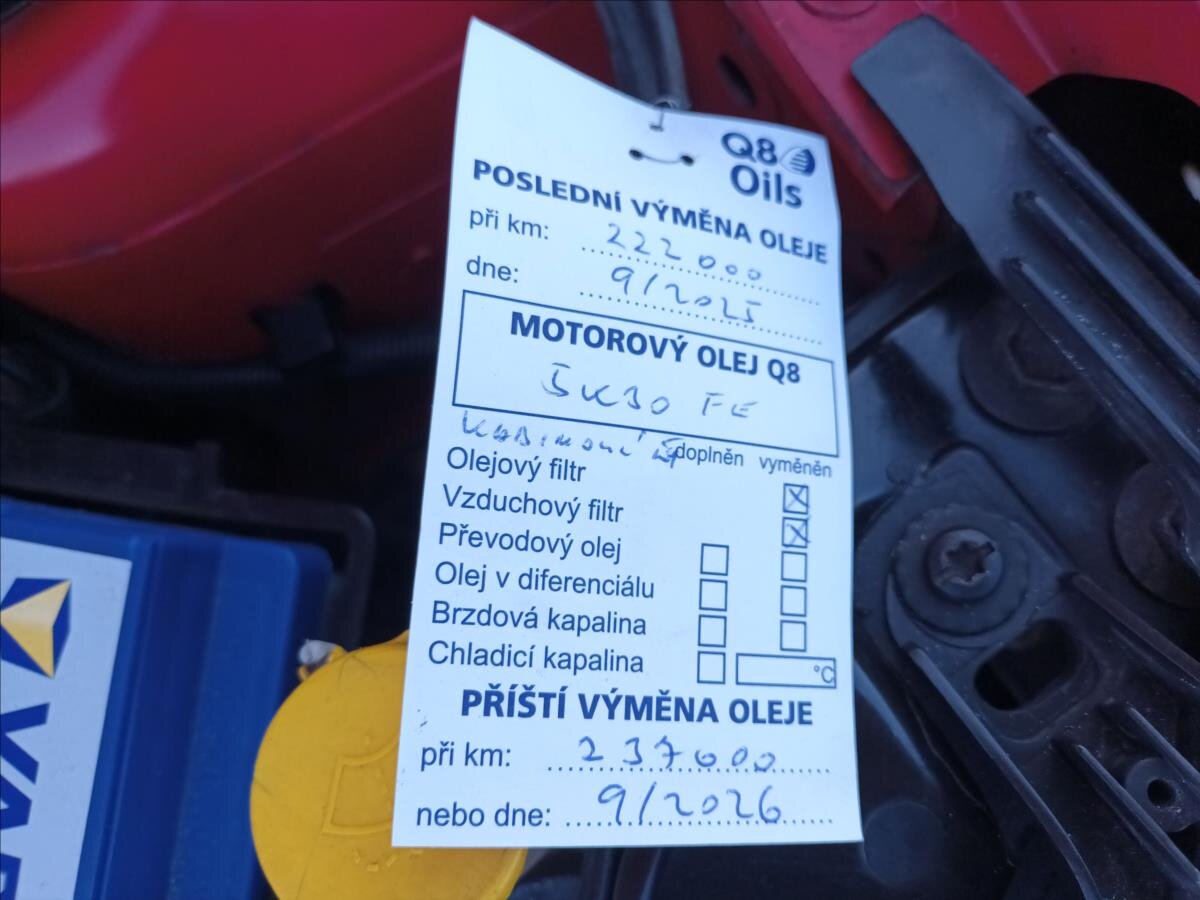 Q8
Oils
POSLEDNÍ VÝMĚNA OLEJE
při km: 222000
dne: 9/2025
MOTOROVÝ OLEJ Q8
5W30 FE
doplněn vyměněn
Olejový filtr
Vzduchový filtr
Převodový olej
Olej v diferenciálu
Brzdová kapalina
Chladicí kapalina °C
PŘÍŠTÍ VÝMĚNA OLEJE
při km: 237000
nebo dne: 9/2026